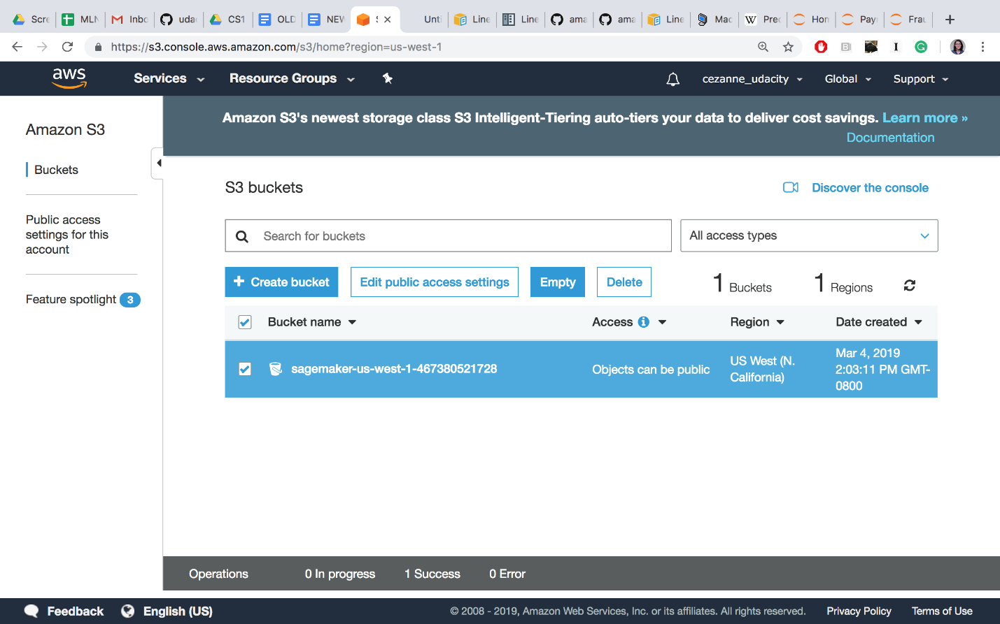 Scre
MLN
Inbo
udac
CS1
OLD
NEW
S
Unti
Line
Line
ama
ama
Line
Mac
Prec
Hom
Pay
Frau
https://s3.console.aws.amazon.com/s3/home?region=us-west-1
aws
Services
Resource Groups
cezanne_udacity
Global
Support
Amazon S3's newest storage class S3 Intelligent-Tiering auto-tiers your data to deliver cost savings. Learn more »
Documentation
Amazon S3
Buckets
Public access
settings for this
account
Feature spotlight 3
S3 buckets
Discover the console
Search for buckets
All access types
+ Create bucket
Edit public access settings
Empty
Delete
1 Buckets
1 Regions
Bucket name
Access
Region
Date created
sagemaker-us-west-1-467380521728
Objects can be public
US West (N.
California)
Mar 4, 2019
2:03:11 PM GMT-
0800
Operations
0 In progress
1 Success
0 Error
Feedback
English (US)
© 2008 - 2019, Amazon Web Services, Inc. or its affiliates. All rights reserved.
Privacy Policy
Terms of Use